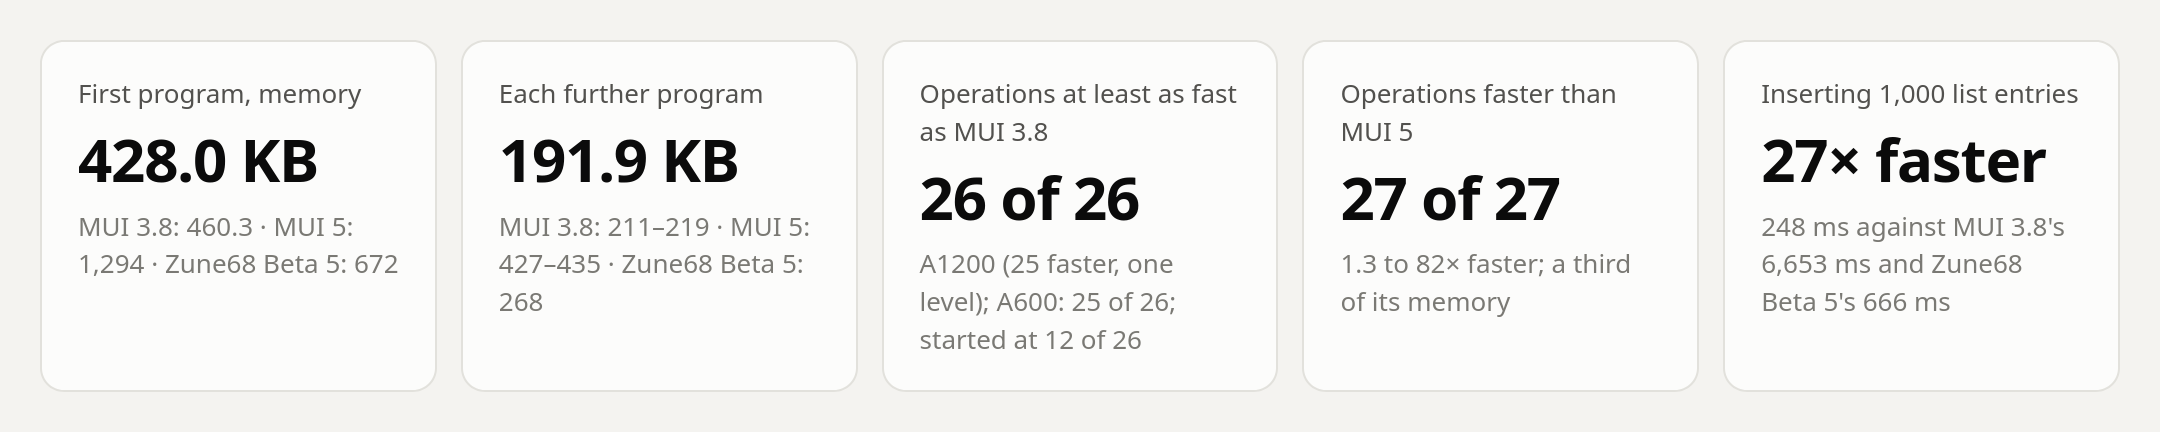 First program, memory
428.0 KB
MUI 3.8: 460.3 · MUI 5:
1,294 · Zune68 Beta 5: 672
Each further program
191.9 KB
MUI 3.8: 211–219 · MUI 5:
427–435 · Zune68 Beta 5:
268
Operations at least as fast
as MUI 3.8
26 of 26
A1200 (25 faster, one
level); A600: 25 of 26;
started at 12 of 26
Operations faster than
MUI 5
27 of 27
1.3 to 82× faster; a third
of its memory
Inserting 1,000 list entries
27× faster
248 ms against MUI 3.8's
6,653 ms and Zune68
Beta 5's 666 ms